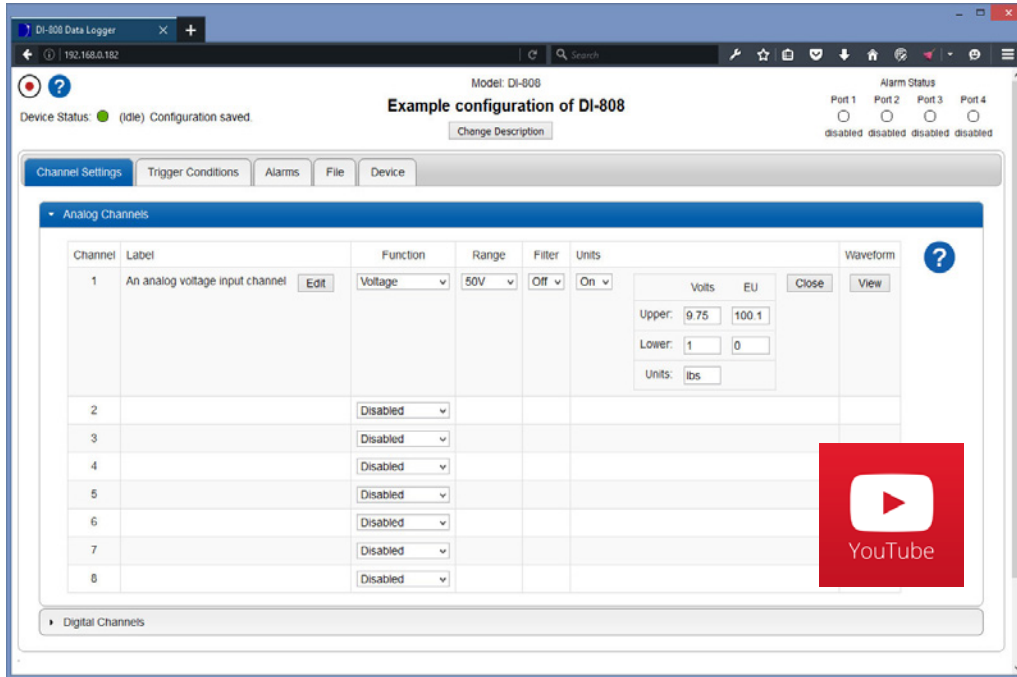 DI-808 Data Logger
192.168.0.182
Search
Model: DI-808
Example configuration of DI-808
Change Description
Device Status: (Idle) Configuration saved.
Alarm Status
Port 1 Port 2 Port 3 Port 4
disabled disabled disabled disabled
Channel Settings Trigger Conditions Alarms File Device
Analog Channels
Channel Label Function Range Filter Units Waveform
1 An analog voltage input channel Edit Voltage 50V Off On Close View
Volts EU
Upper: 9.75 100.1
Lower: 1 0
Units: lbs
2 Disabled
3 Disabled
4 Disabled
5 Disabled
6 Disabled
7 Disabled
8 Disabled
YouTube
Digital Channels